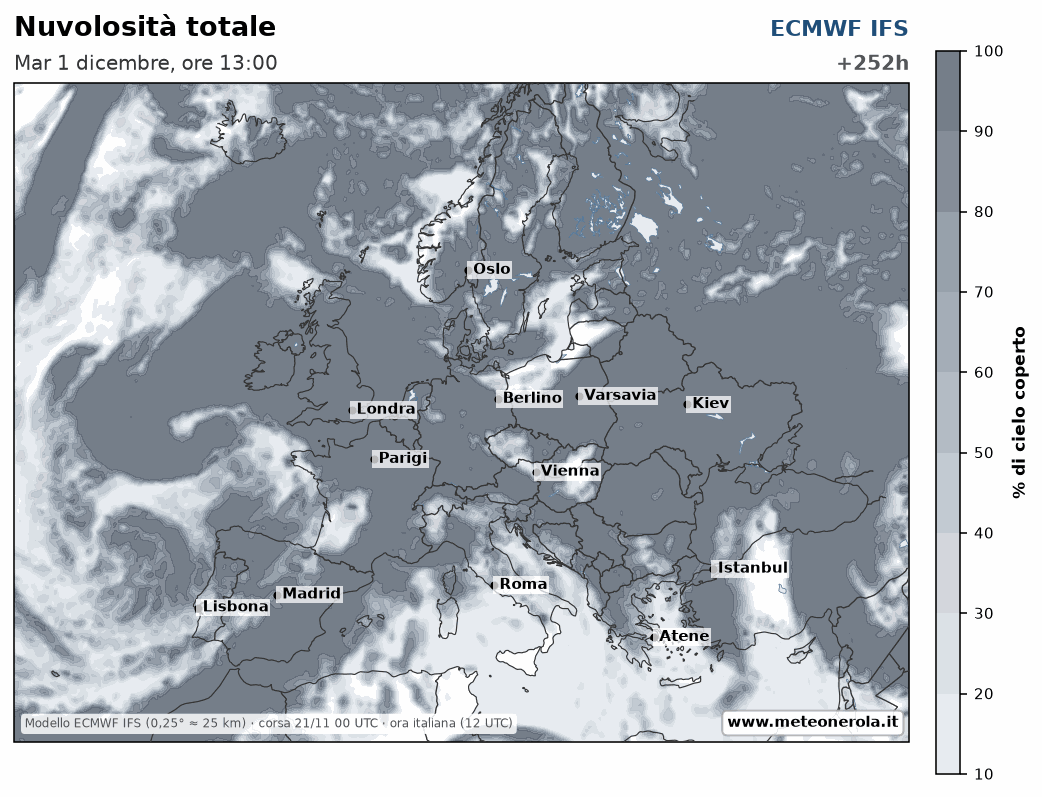 Nuvolosità totale
ECMWF IFS
Mar 1 dicembre, ore 13:00
+252h
100
90
80
70
60
50
40
30
20
10
% di cielo coperto
Oslo
Londra
Berlino
Varsavia
Kiev
Parigi
Vienna
Istanbul
Roma
Madrid
Lisbona
Atene
Modello ECMWF IFS (0,25° ≈ 25 km) · corsa 21/11 00 UTC · ora italiana (12 UTC)
www.meteonerola.it